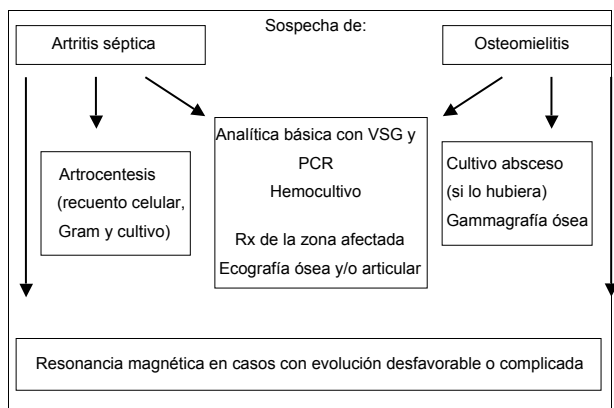 Sospecha de:
Artritis séptica
Osteomielitis
Analítica básica con VSG y
PCR
Hemocultivo
Rx de la zona afectada
Ecografía ósea y/o articular
Artrocentesis
(recuento celular,
Gram y cultivo)
Cultivo absceso
(si lo hubiera)
Gammagrafía ósea
Resonancia magnética en casos con evolución desfavorable o complicada